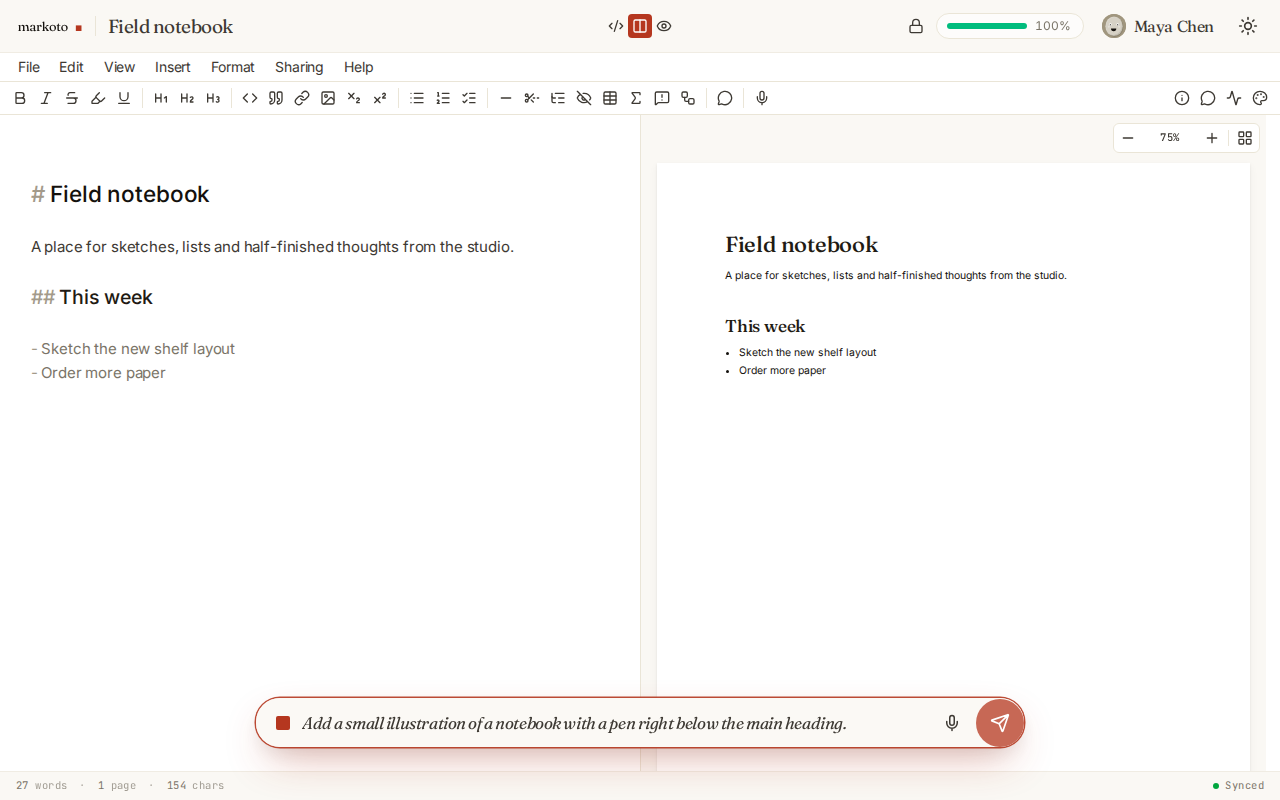 markoto
Field notebook
100%
Maya Chen
File Edit View Insert Format Sharing Help
H1 H2 H3
75%
# Field notebook
A place for sketches, lists and half-finished thoughts from the studio.
## This week
- Sketch the new shelf layout
- Order more paper
Field notebook
A place for sketches, lists and half-finished thoughts from the studio.
This week
• Sketch the new shelf layout
• Order more paper
Add a small illustration of a notebook with a pen right below the main heading.
27 words · 1 page · 154 chars
Synced